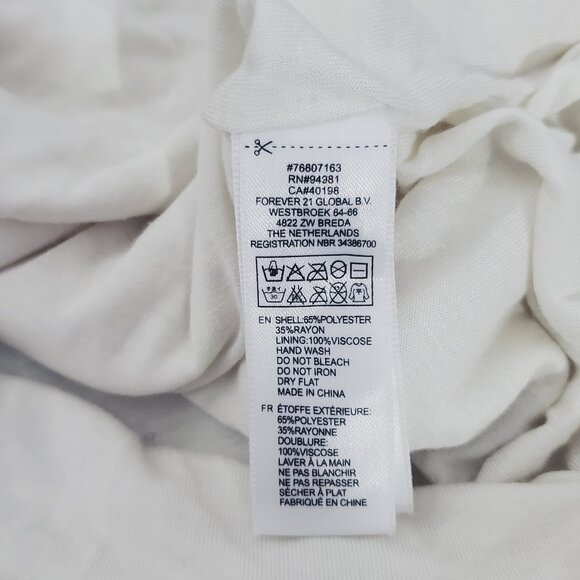 #76807163
RN#94981
CA#40198
FOREVER 21 GLOBAL B.V.
WESTBROEK 64-66
4822 ZW BREDA
THE NETHERLANDS
REGISTRATION NBR 34386700
30
EN SHELL:65%POLYESTER
35%RAYON
LINING:100%VISCOSE
HAND WASH
DO NOT BLEACH
DO NOT IRON
DRY FLAT
MADE IN CHINA
FR ÉTOFFE EXTÉRIEURE:
65%POLYESTER
35%RAYONNE
DOUBLURE:
100%VISCOSE
LAVER À LA MAIN
NE PAS BLANCHIR
NE PAS REPASSER
SÉCHER À PLAT
FABRIQUÉ EN CHINE